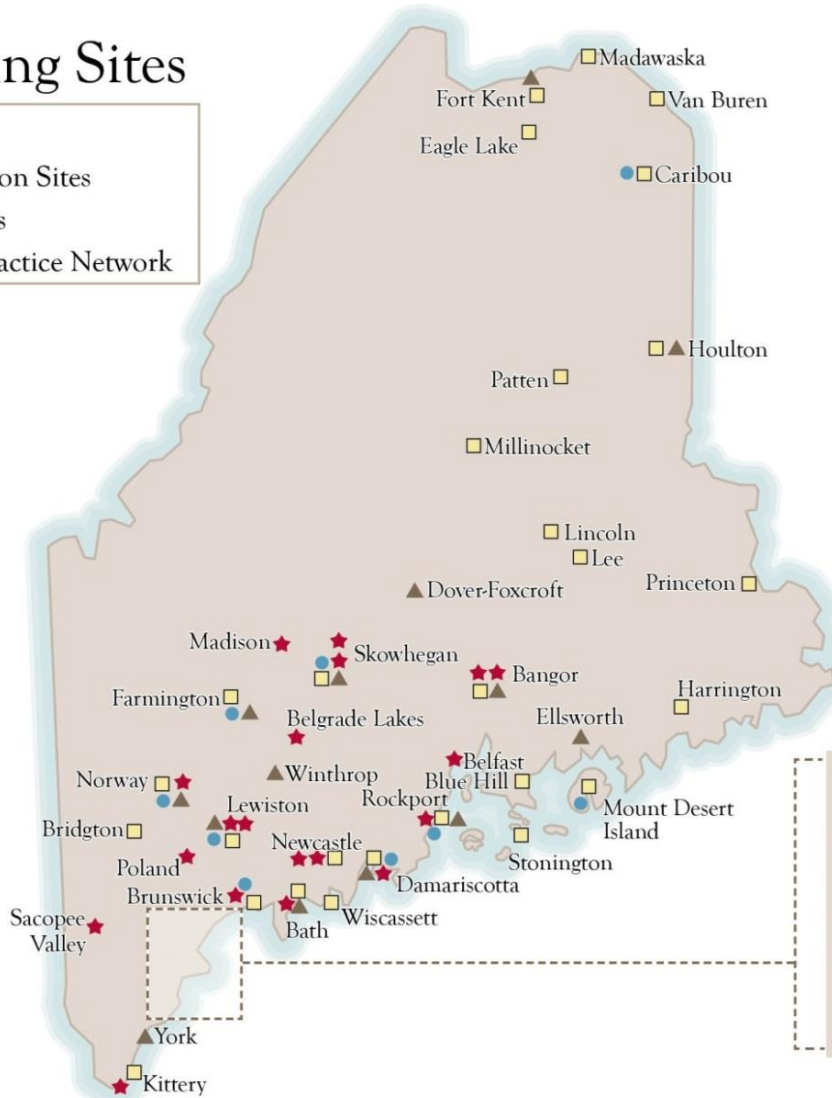 ng Sites
on Sites
s
actice Network
Madawaska
Fort Kent
Van Buren
Eagle Lake
Caribou
Houlton
Patten
Millinocket
Lincoln
Lee
Princeton
Dover-Foxcroft
Madison
Skowhegan
Bangor
Harrington
Farmington
Belgrade Lakes
Ellsworth
Belfast
Norway
Winthrop
Blue Hill
Rockport
Lewiston
Mount Desert
Island
Bridgton
Newcastle
Stonington
Poland
Damariscotta
Brunswick
Wiscassett
Sacopee
Valley
Bath
York
Kittery